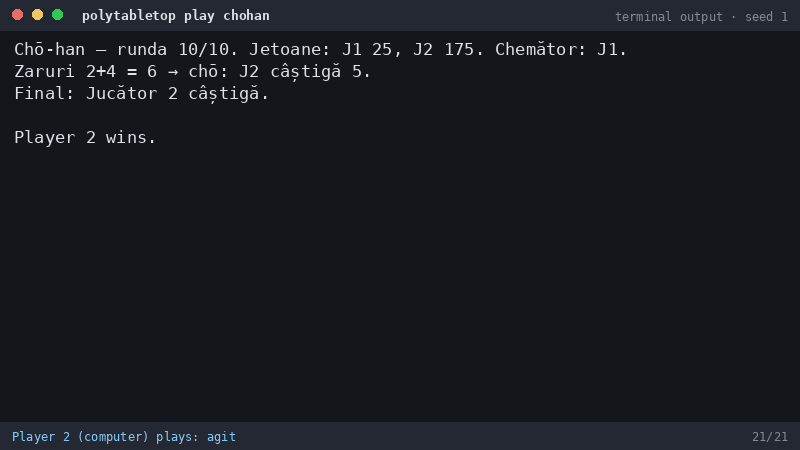 polytabletop play chohan
terminal output · seed 1
Chō-han — runda 10/10. Jetoane: J1 25, J2 175. Chemător: J1.
Zaruri 2+4 = 6 → chō: J2 câștigă 5.
Final: Jucător 2 câștigă.
Player 2 wins.
Player 2 (computer) plays: agit
21/21